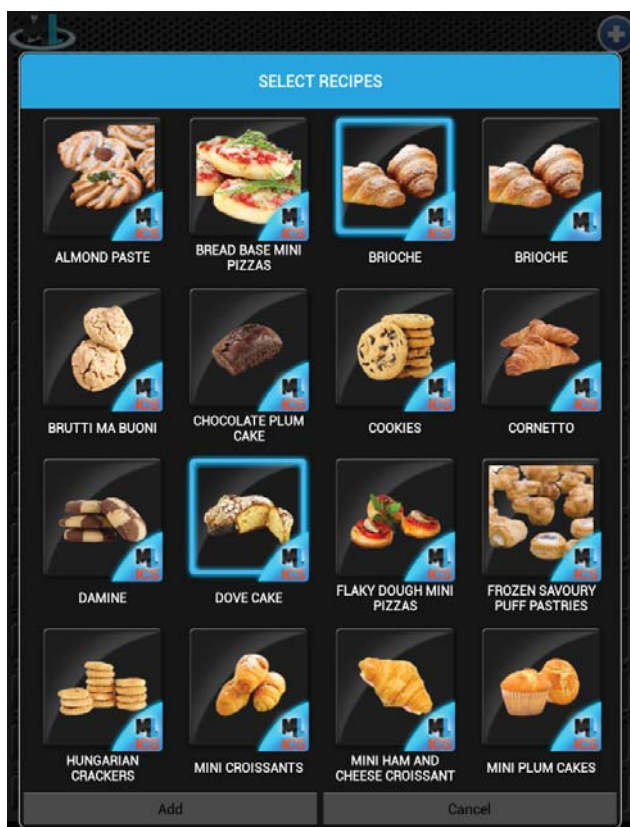 SELECT RECIPES
ALMOND PASTE
BREAD BASE MINI
PIZZAS
BRIOCHE
BRIOCHE
BRUTTI MA BUONI
CHOCOLATE PLUM
CAKE
COOKIES
CORNETTO
DAMINE
DOVE CAKE
FLAKY DOUGH MINI
PIZZAS
FROZEN SAVOURY
PUFF PASTRIES
HUNGARIAN
CRACKERS
MINI CROISSANTS
MINI HAM AND
CHEESE CROISSANT
MINI PLUM CAKES
Add
Cancel